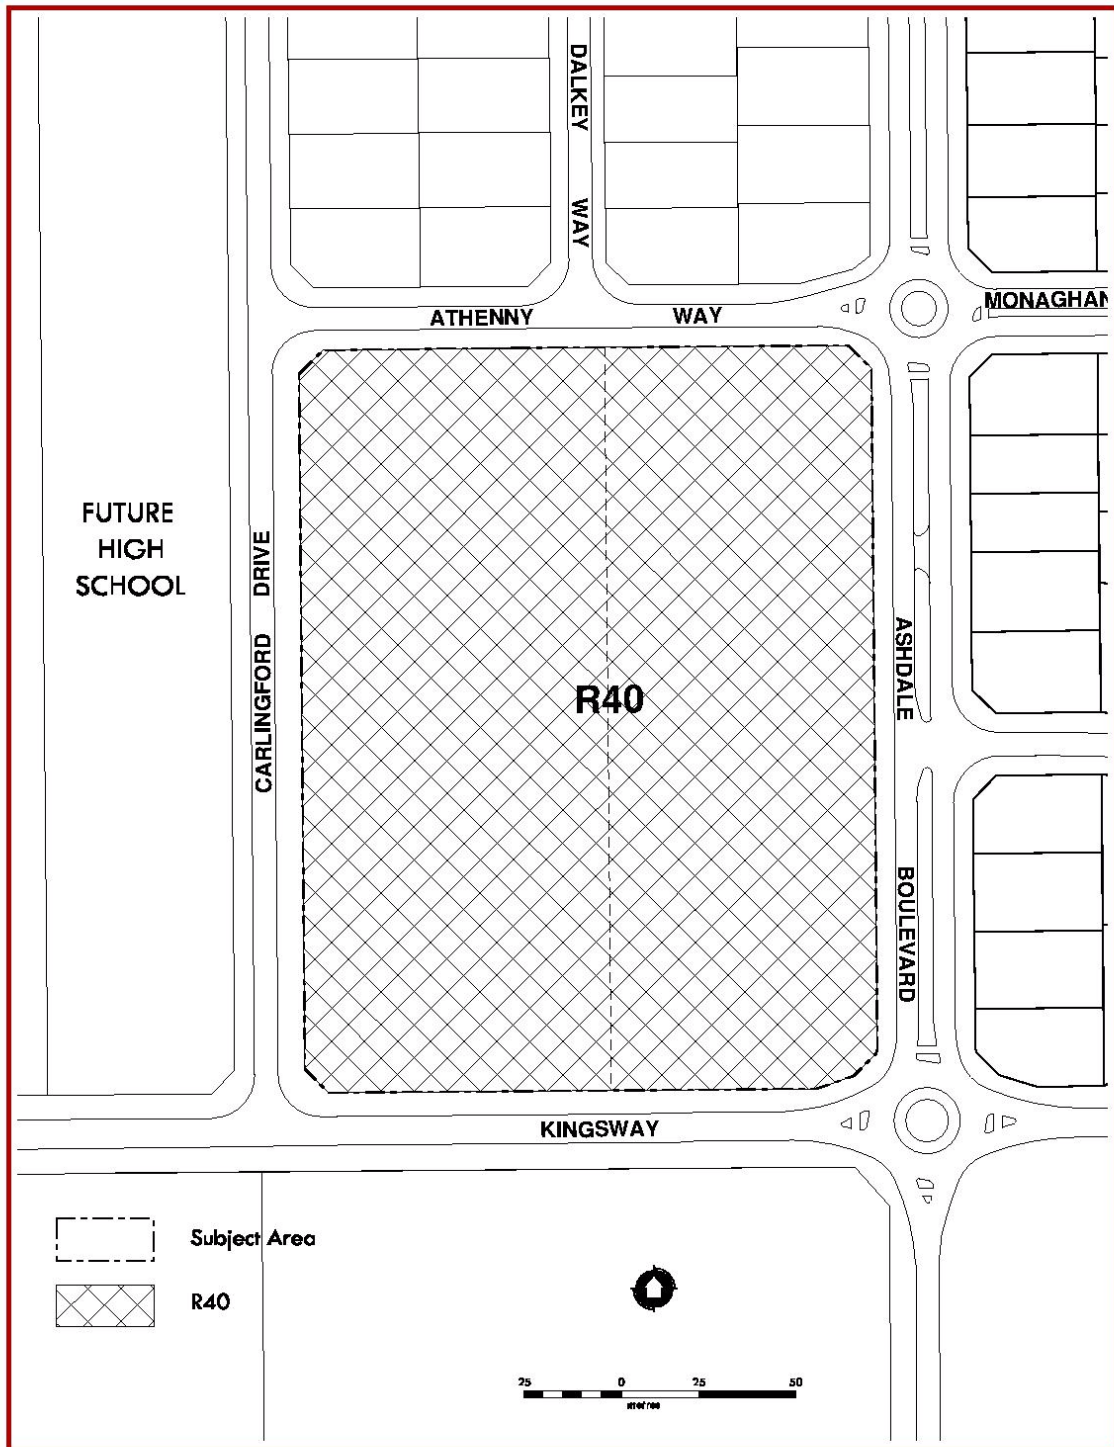 DALKEY WAY
ATHENNY WAY
MONAGHAN
FUTURE
HIGH
SCHOOL
CARLINGFORD DRIVE
R40
ASHDALE BOULEVARD
KINGSWAY
Subject Area
R40
25 0 25 50
metres